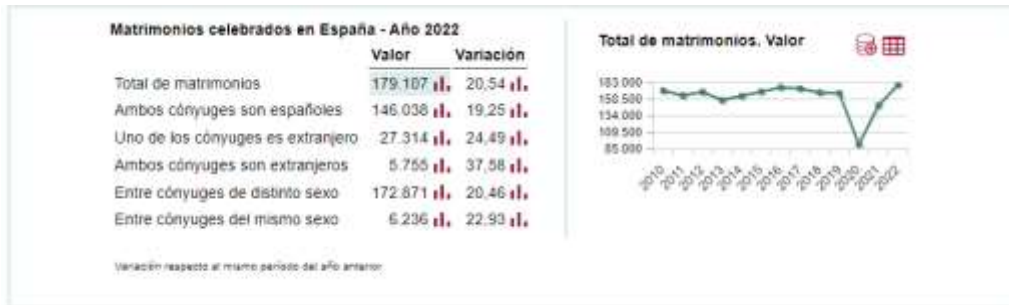 Matrimonios celebrados en España - Año 2022
Valor Variación
Total de matrimonios 179.107 20,54
Ambos cónyuges son españoles 146.038 19,25
Uno de los cónyuges es extranjero 27.314 24,49
Ambos cónyuges son extranjeros 5.755 37,58
Entre cónyuges de distinto sexo 172.871 20,46
Entre cónyuges del mismo sexo 6.236 22,93
Variación respecto al mismo periodo del año anterior
Total de matrimonios. Valor
183.000
158.500
134.000
109.500
85.000
2010 2011 2012 2013 2014 2015 2016 2017 2018 2019 2020 2021 2022